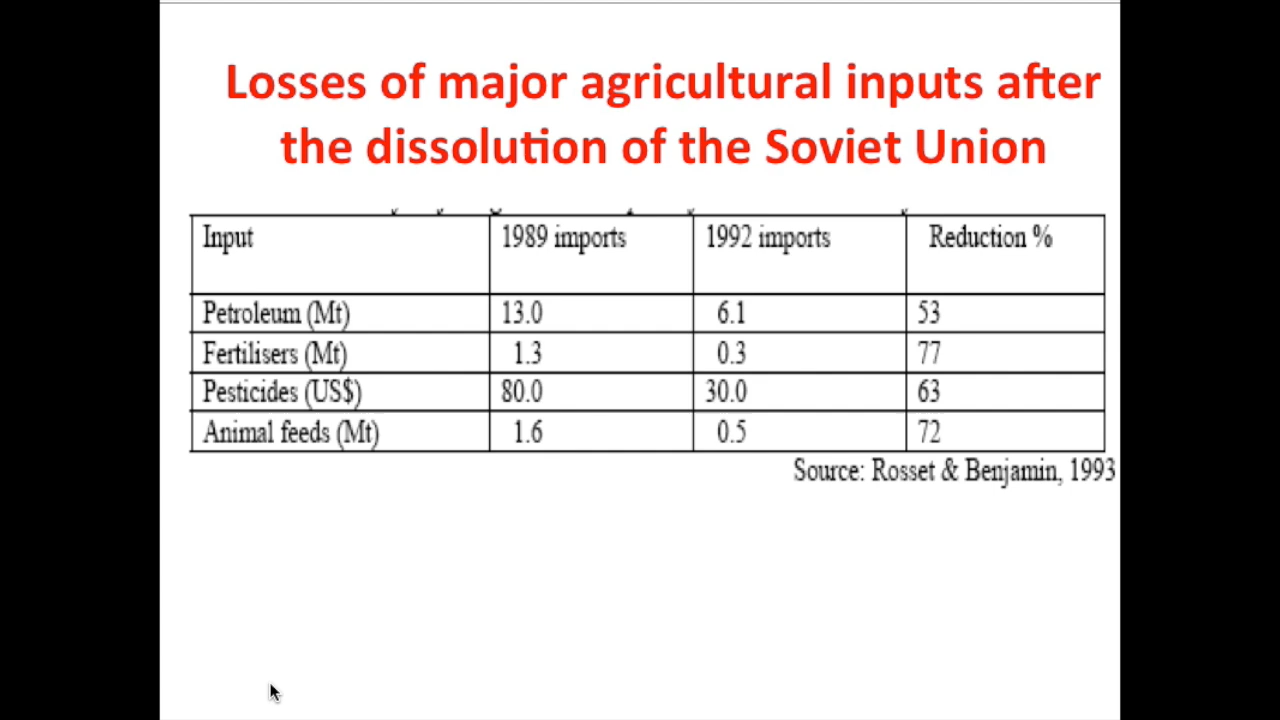 Losses of major agricultural inputs after
the dissolution of the Soviet Union
Input 1989 imports 1992 imports Reduction %
Petroleum (Mt) 13.0 6.1 53
Fertilisers (Mt) 1.3 0.3 77
Pesticides (US$) 80.0 30.0 63
Animal feeds (Mt) 1.6 0.5 72
Source: Rosset & Benjamin, 1993